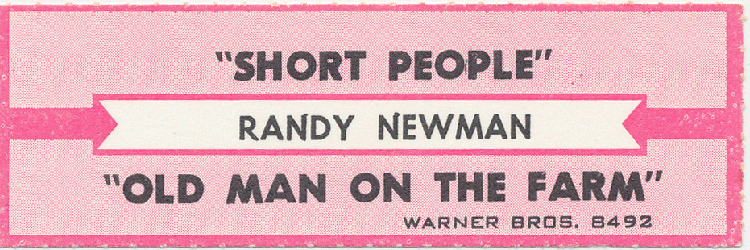 "SHORT PEOPLE"
RANDY NEWMAN
"OLD MAN ON THE FARM"
WARNER BROS. 8492